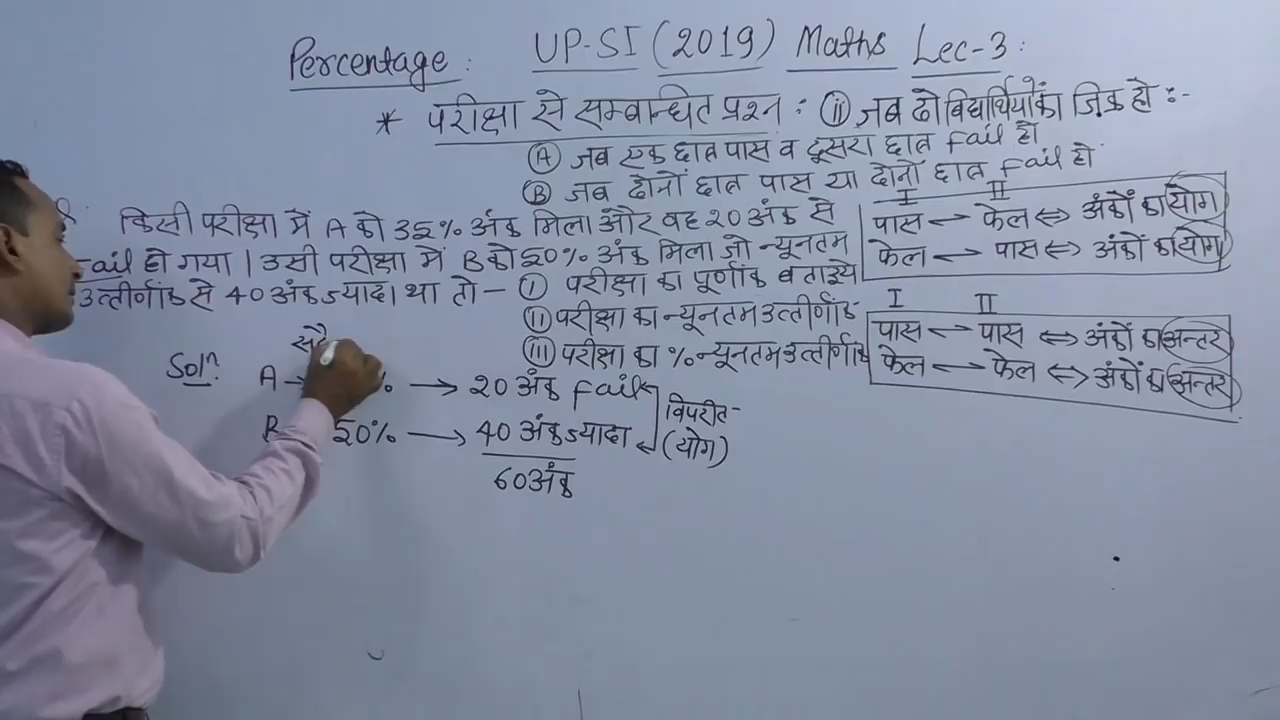 Percentage: UP-SI (2019) Maths Lec-3:
* परीक्षा से सम्बान्धित प्रश्न : (ii) जब दो विद्यार्थियों का जिक्र हो :-
(A) जब एक छात्र पास व दूसरा छात्र fail हो
(B) जब दोनों छात्र पास या दोनों छात्र fail हो
किसी परीक्षा में A को 35% अंक मिला और वह 20 अंक से
fail हो गया। उसी परीक्षा में B को 50% अंक मिला जो न्यूनतम
उत्तीर्णांक से 40 अंक ज्यादा था तो - (i) परीक्षा का पूर्णांक बताइये
(ii) परीक्षा का न्यूनतम उत्तीर्णांक
(iii) परीक्षा का % न्यूनतम उत्तीर्णांक
I II
पास ↔ फेल ⇔ अंकों का योग
फेल ↔ पास ⇔ अंकों का योग
I II
पास ↔ पास ⇔ अंकों का अन्तर
फेल ↔ फेल ⇔ अंकों का अन्तर
Soln.
A → % → 20 अंक fail
B 50% → 40 अंक ज्यादा
60 अंक
विपरीत-
(योग)